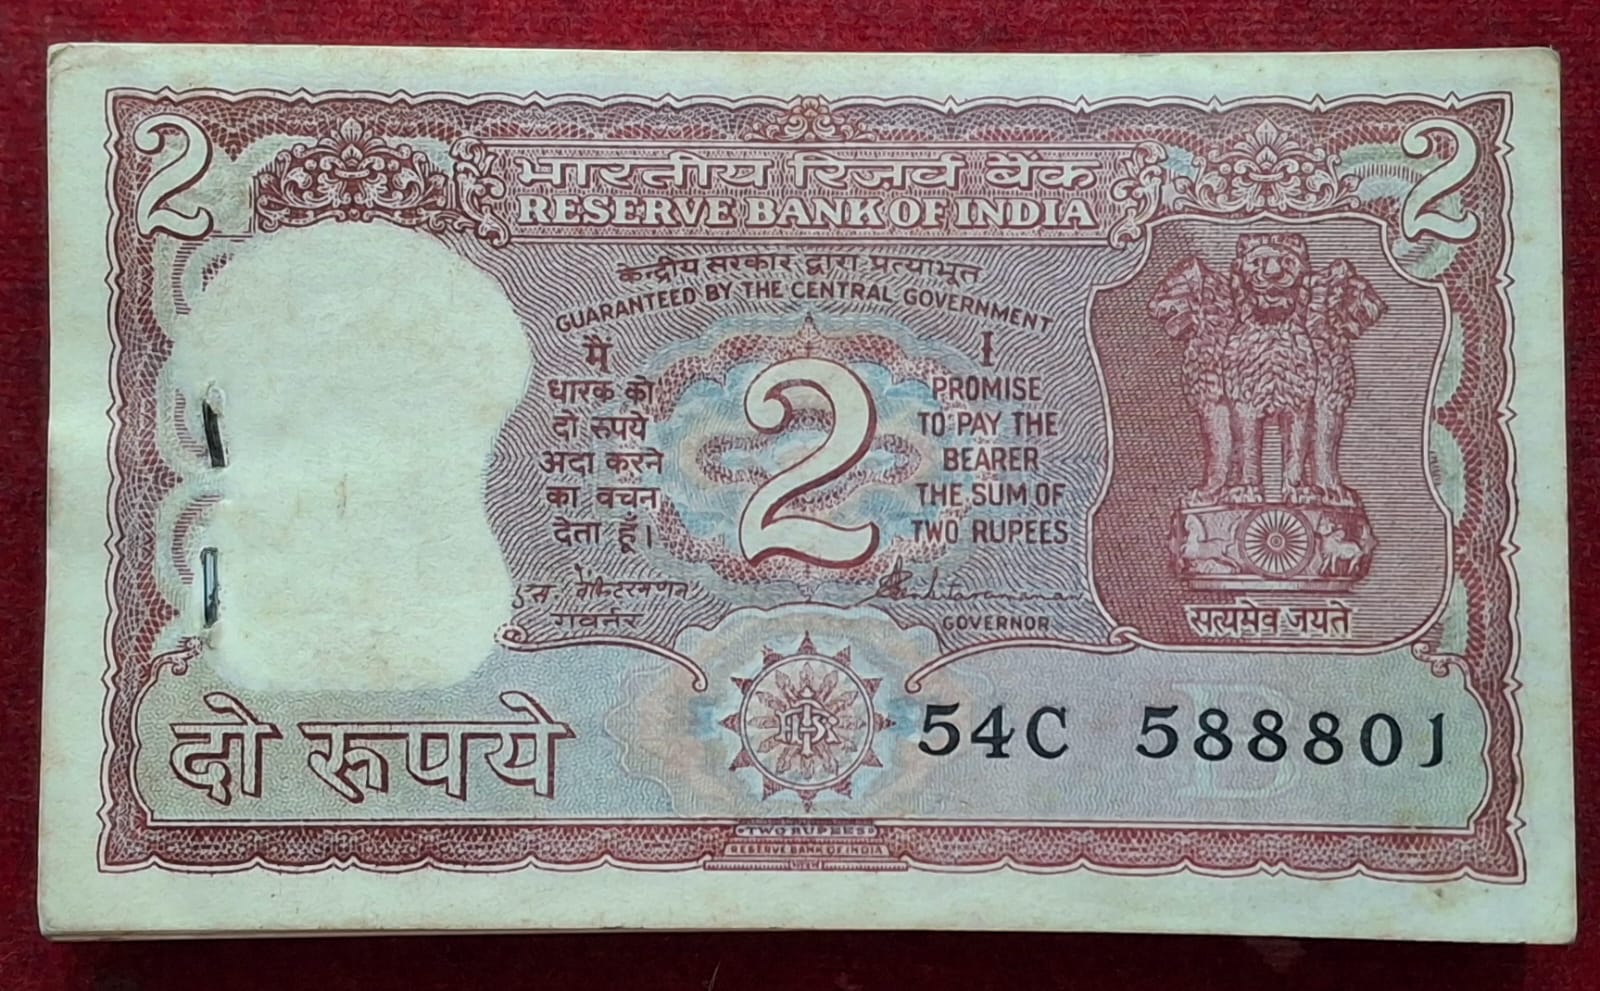 2
2
भारतीय रिज़र्व बैंक
RESERVE BANK OF INDIA
केन्द्रीय सरकार द्वारा प्रत्याभूत
GUARANTEED BY THE CENTRAL GOVERNMENT
मैं
धारक को
दो रुपये
अदा करने
का वचन
देता हूँ।
2
I
PROMISE
TO PAY THE
BEARER
THE SUM OF
TWO RUPEES
गवर्नर
GOVERNOR
सत्यमेव जयते
दो रुपये
54C 588801
B
TWO RUPEES
RESERVE BANK OF INDIA